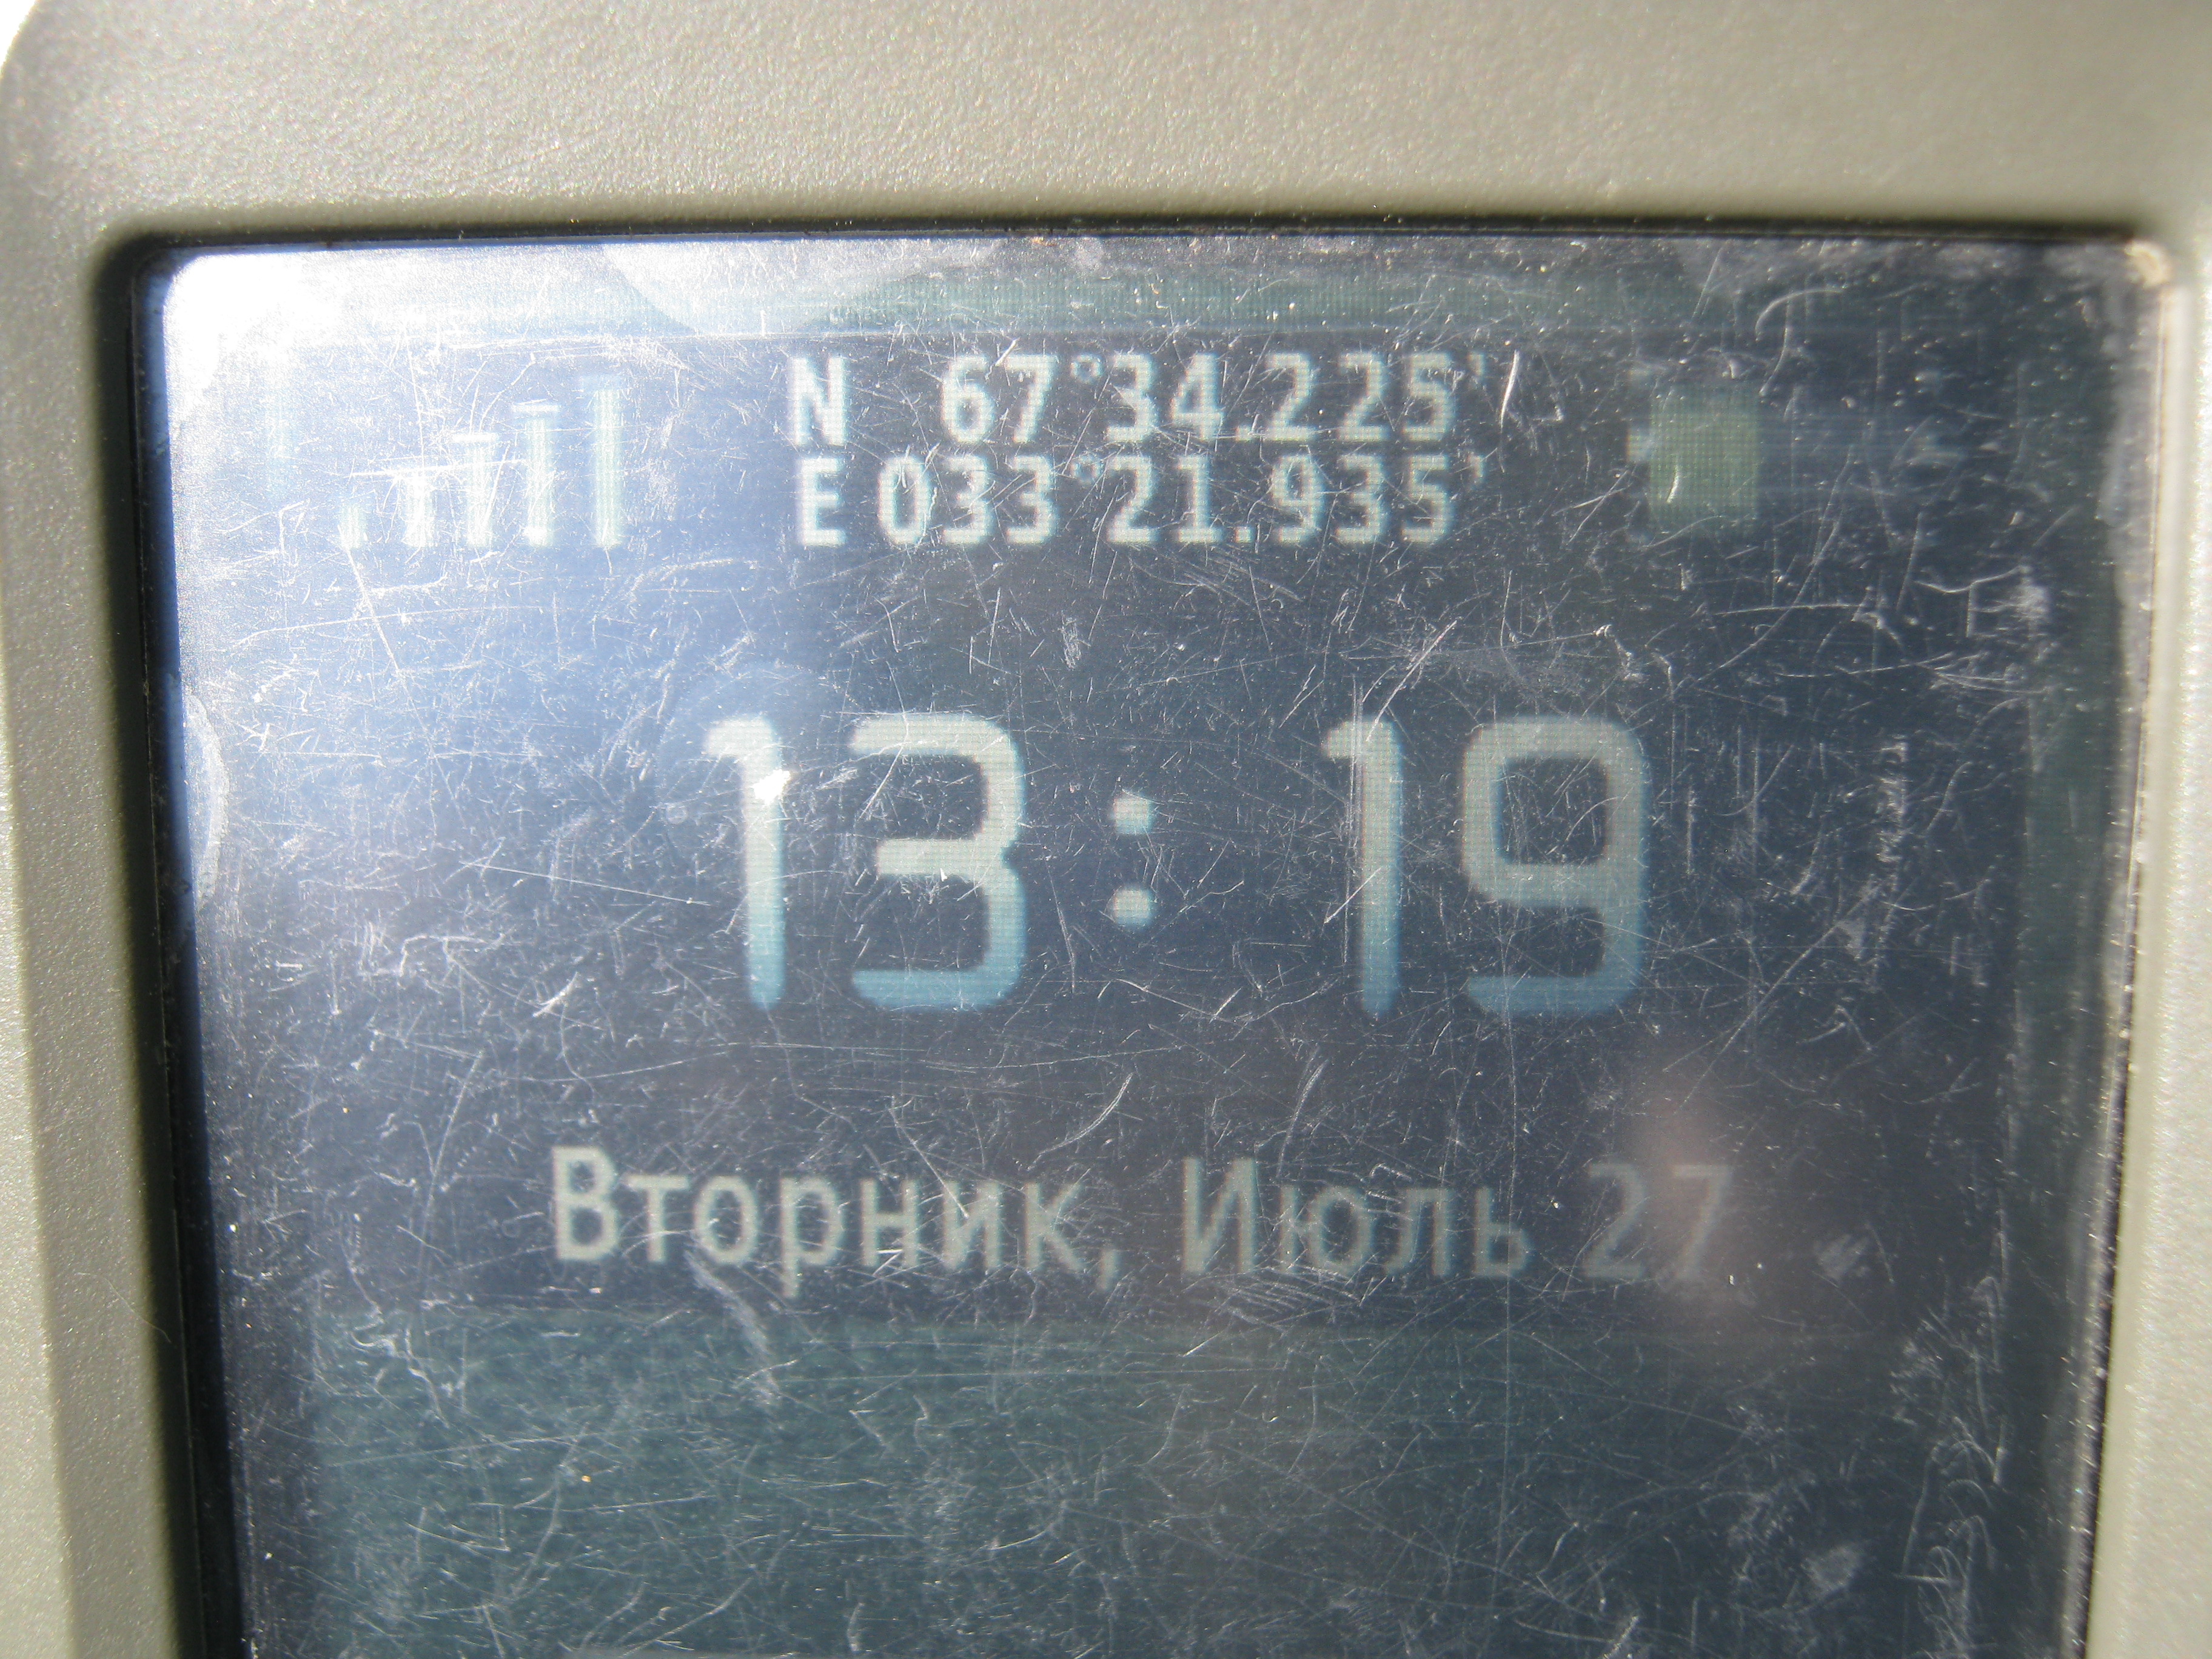 N 67°34.225'
E 033°21.935'
13:19
Вторник, Июль 27